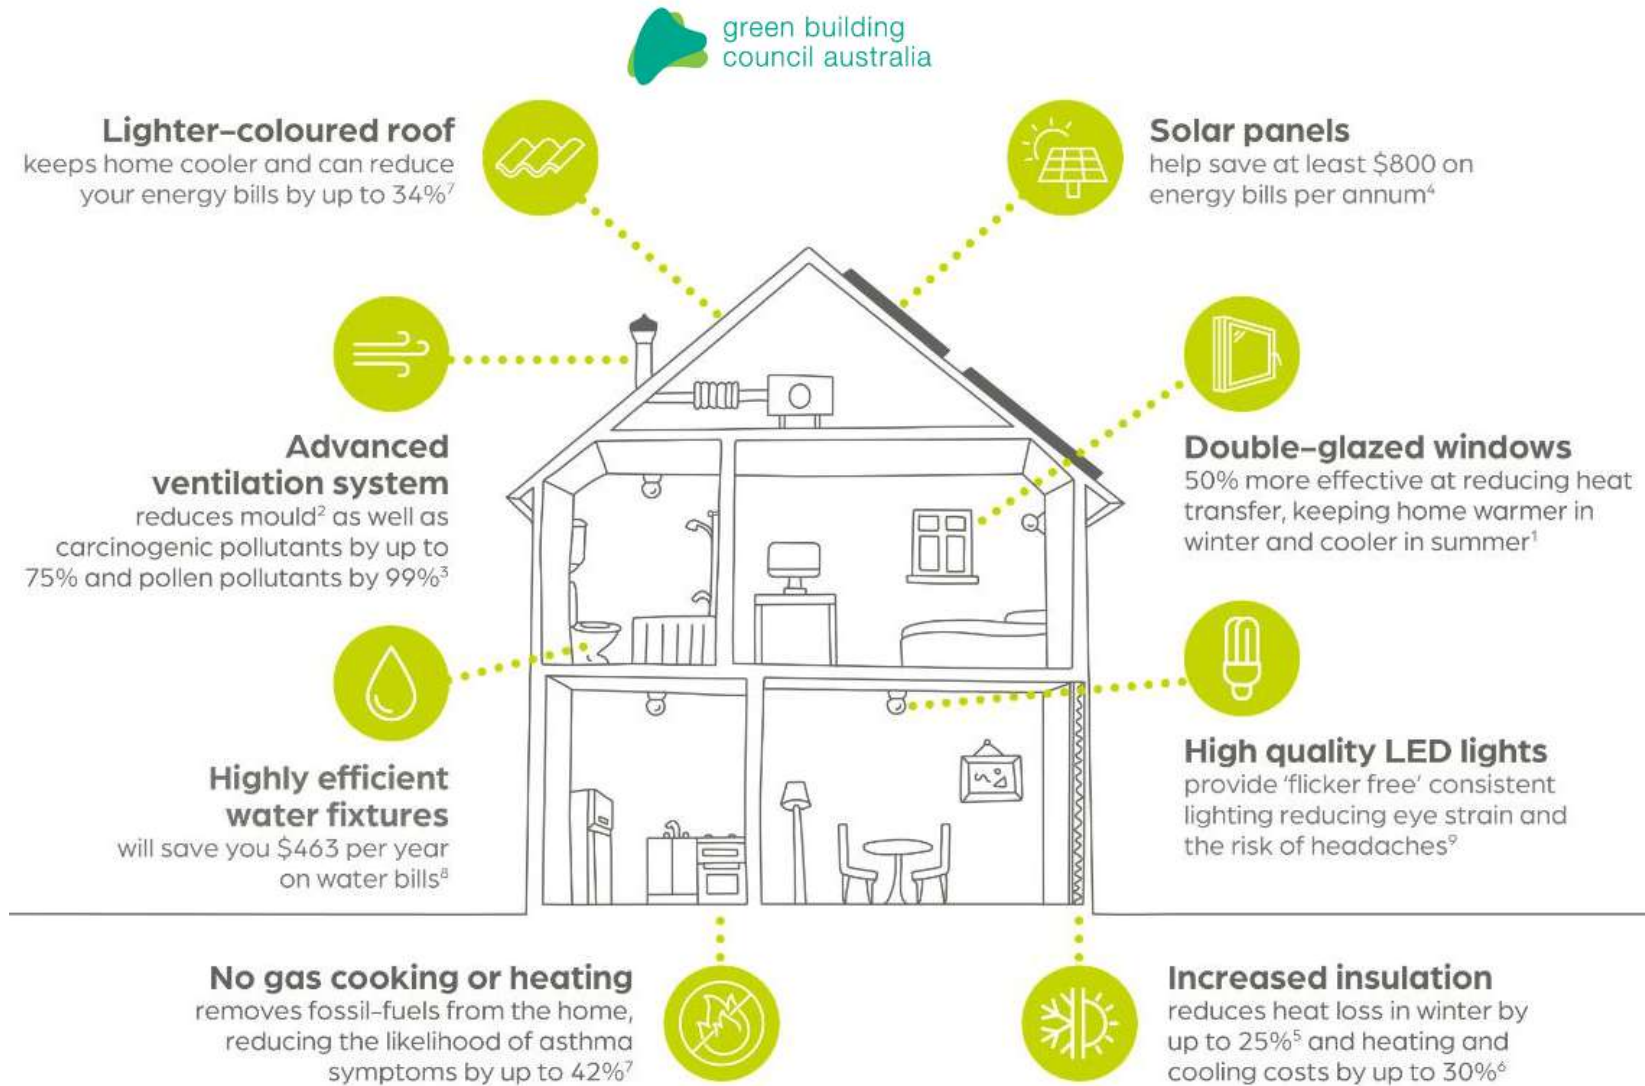 green building
council australia
Lighter-coloured roof
keeps home cooler and can reduce
your energy bills by up to 34%⁷
Solar panels
help save at least $800 on
energy bills per annum⁴
Advanced
ventilation system
reduces mould² as well as
carcinogenic pollutants by up to
75% and pollen pollutants by 99%³
Double-glazed windows
50% more effective at reducing heat
transfer, keeping home warmer in
winter and cooler in summer¹
Highly efficient
water fixtures
will save you $463 per year
on water bills⁸
High quality LED lights
provide ‘flicker free’ consistent
lighting reducing eye strain and
the risk of headaches⁹
No gas cooking or heating
removes fossil-fuels from the home,
reducing the likelihood of asthma
symptoms by up to 42%⁷
Increased insulation
reduces heat loss in winter by
up to 25%⁵ and heating and
cooling costs by up to 30%⁶